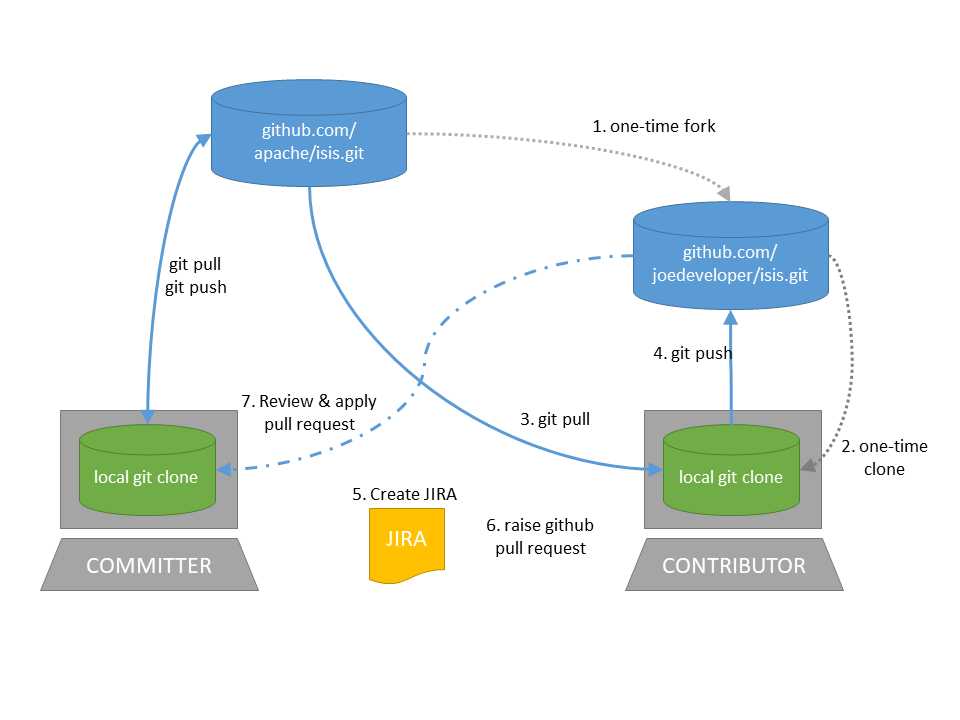 github.com/
apache/isis.git
1. one-time fork
github.com/
joedeveloper/isis.git
git pull
git push
4. git push
7. Review & apply
pull request
3. git pull
2. one-time
clone
local git clone
local git clone
5. Create JIRA
JIRA
6. raise github
pull request
COMMITTER
CONTRIBUTOR